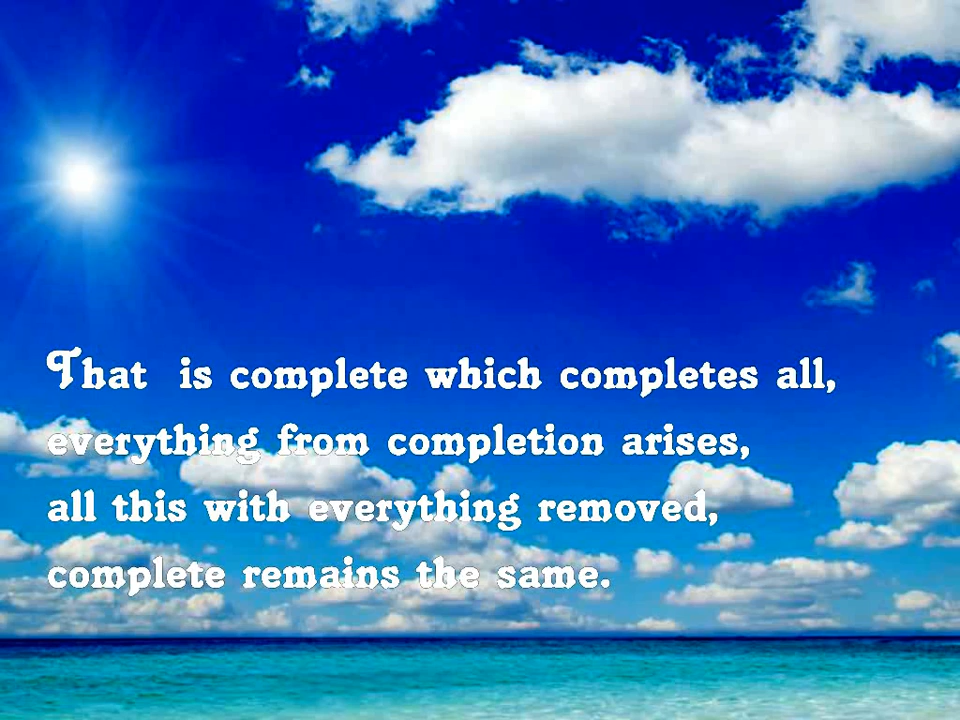 That is complete which completes all,
everything from completion arises,
all this with everything removed,
complete remains the same.